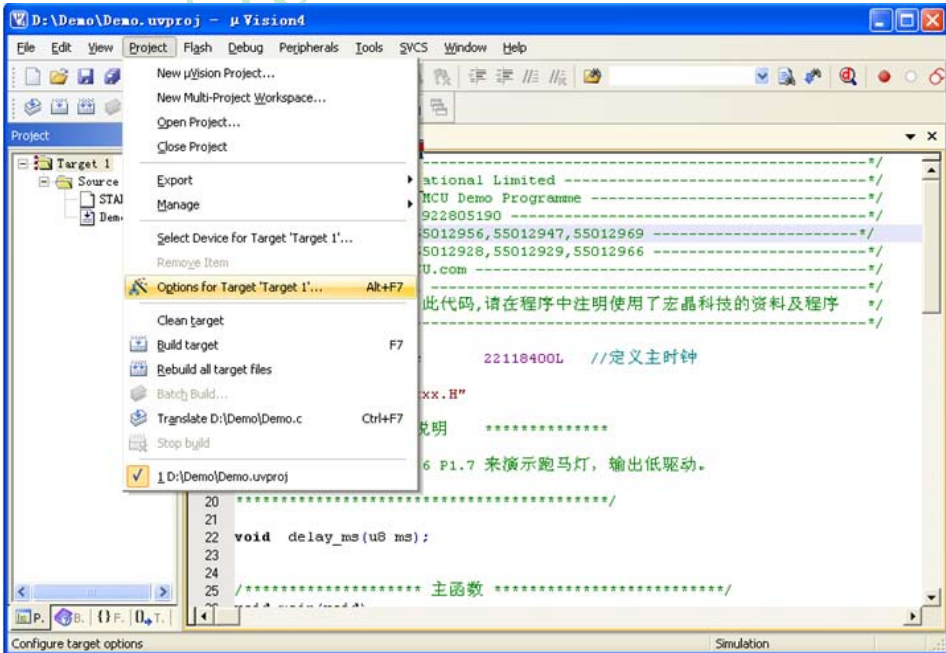 D:\Demo\Demo.uvproj - µVision4
File Edit View Project Flash Debug Peripherals Tools SVCS Window Help
New µVision Project...
New Multi-Project Workspace...
Open Project...
Close Project
Export
Manage
Select Device for Target 'Target 1'...
Remove Item
Options for Target 'Target 1'... Alt+F7
Clean target
Build target F7
Rebuild all target files
Batch Build...
Translate D:\Demo\Demo.c Ctrl+F7
Stop build
1 D:\Demo\Demo.uvproj
Project
Target 1
Source
STA
Dem
---------------------------------------------------*/
ational Limited ----------------------------------*/
MCU Demo Programme -------------------------------*/
922805190 ----------------------------------------*/
55012956,55012947,55012969 ------------------------*/
55012928,55012929,55012966 -----------------------*/
U.com --------------------------------------------*/
---------------------------------------------------*/
此代码,请在程序中注明使用了宏晶科技的资料及程序 */
---------------------------------------------------*/
22118400L //定义主时钟
xx.H"
说明 **************
6 P1.7 来演示跑马灯, 输出低驱动。
20 ******************************************/
21
22 void delay_ms(u8 ms);
23
24
25 /******************** 主函数 **************************/
P. B. {} F. 0 T.
Configure target options
Simulation